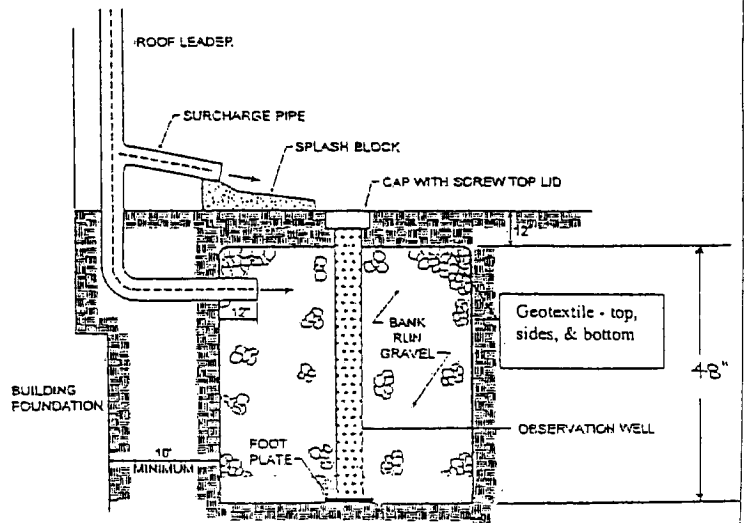 ROOF LEADER
SURCHARGE PIPE
SPLASH BLOCK
CAP WITH SCREW TOP LID
12"
12"
BANK
RUN
GRAVEL
Geotextile - top,
sides, & bottom
48"
BUILDING
FOUNDATION
OBSERVATION WELL
FOOT
PLATE
10'
MINIMUM